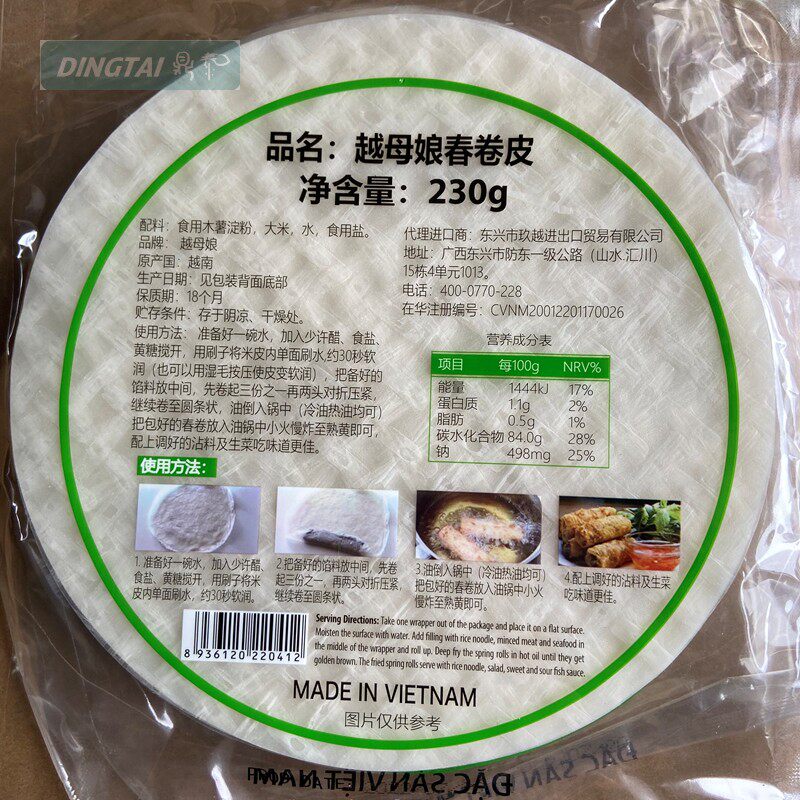 DINGTAI 鼎泰
品名：越母娘春卷皮
净含量：230g
配料：食用木薯淀粉，大米，水，食用盐。
品牌：越母娘
原产国：越南
生产日期：见包装背面底部
保质期：18个月
贮存条件：存于阴凉、干燥处。
使用方法：准备好一碗水，加入少许醋、食盐、
黄糖搅开，用刷子将米皮内单面刷水,约30秒软
润（也可以用湿毛按压使皮变软润），把备好的
馅料放中间，先卷起三份之一再两头对折压紧，
继续卷至圆条状，油倒入锅中（冷油热油均可）
把包好的春卷放入油锅中小火慢炸至熟黄即可，
配上调好的沾料及生菜吃味道更佳。
代理进口商：东兴市玖越进出口贸易有限公司
地址：广西东兴市防东一级公路（山水.汇川）
15栋4单元1013。
电话：400-0770-228
在华注册编号：CVNM20012201170026
营养成分表
项目 每100g NRV%
能量 1444kJ 17%
蛋白质 1.1g 2%
脂肪 0.5g 1%
碳水化合物 84.0g 28%
钠 498mg 25%
使用方法：
1. 准备好一碗水，加入少许醋、
食盐、黄糖搅开，用刷子将米
皮内单面刷水，约30秒软润。
2.把备好的馅料放中间，先卷
起三份之一，再两头对折压紧，
继续卷至圆条状。
3.油倒入锅中（冷油热油均可）
把包好的春卷放入油锅中小火
慢炸至熟黄即可。
4.配上调好的沾料及生菜
吃味道更佳。
8 936120 220412
Serving Directions: Take one wrapper out of the package and place it on a flat surface.
Moisten the surface with water. Add filling with rice noodle, minced meat and seafood in
the middle of the wrapper and roll up. Deep fry the spring rolls in hot oil until they get
golden brown. The fried spring rolls serve with rice noodle, salad, sweet and sour fish sauce.
MADE IN VIETNAM
图片仅供参考
ĐẶC SẢN VIỆT NAM
ĐẶC SẢN